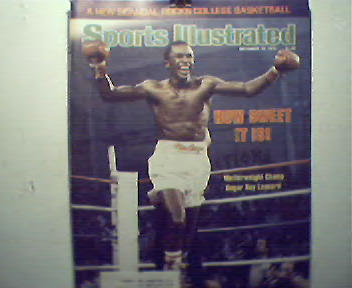 A NEW SCANDAL ROCKS COLLEGE BASKETBALL
Sports Illustrated
HOW SWEET
IT IS!
Welterweight Champ
Sugar Ray Leonard